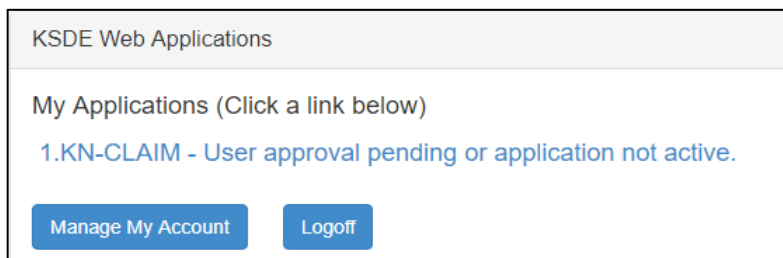 KSDE Web Applications
My Applications (Click a link below)
1.KN-CLAIM - User approval pending or application not active.
Manage My Account Logoff